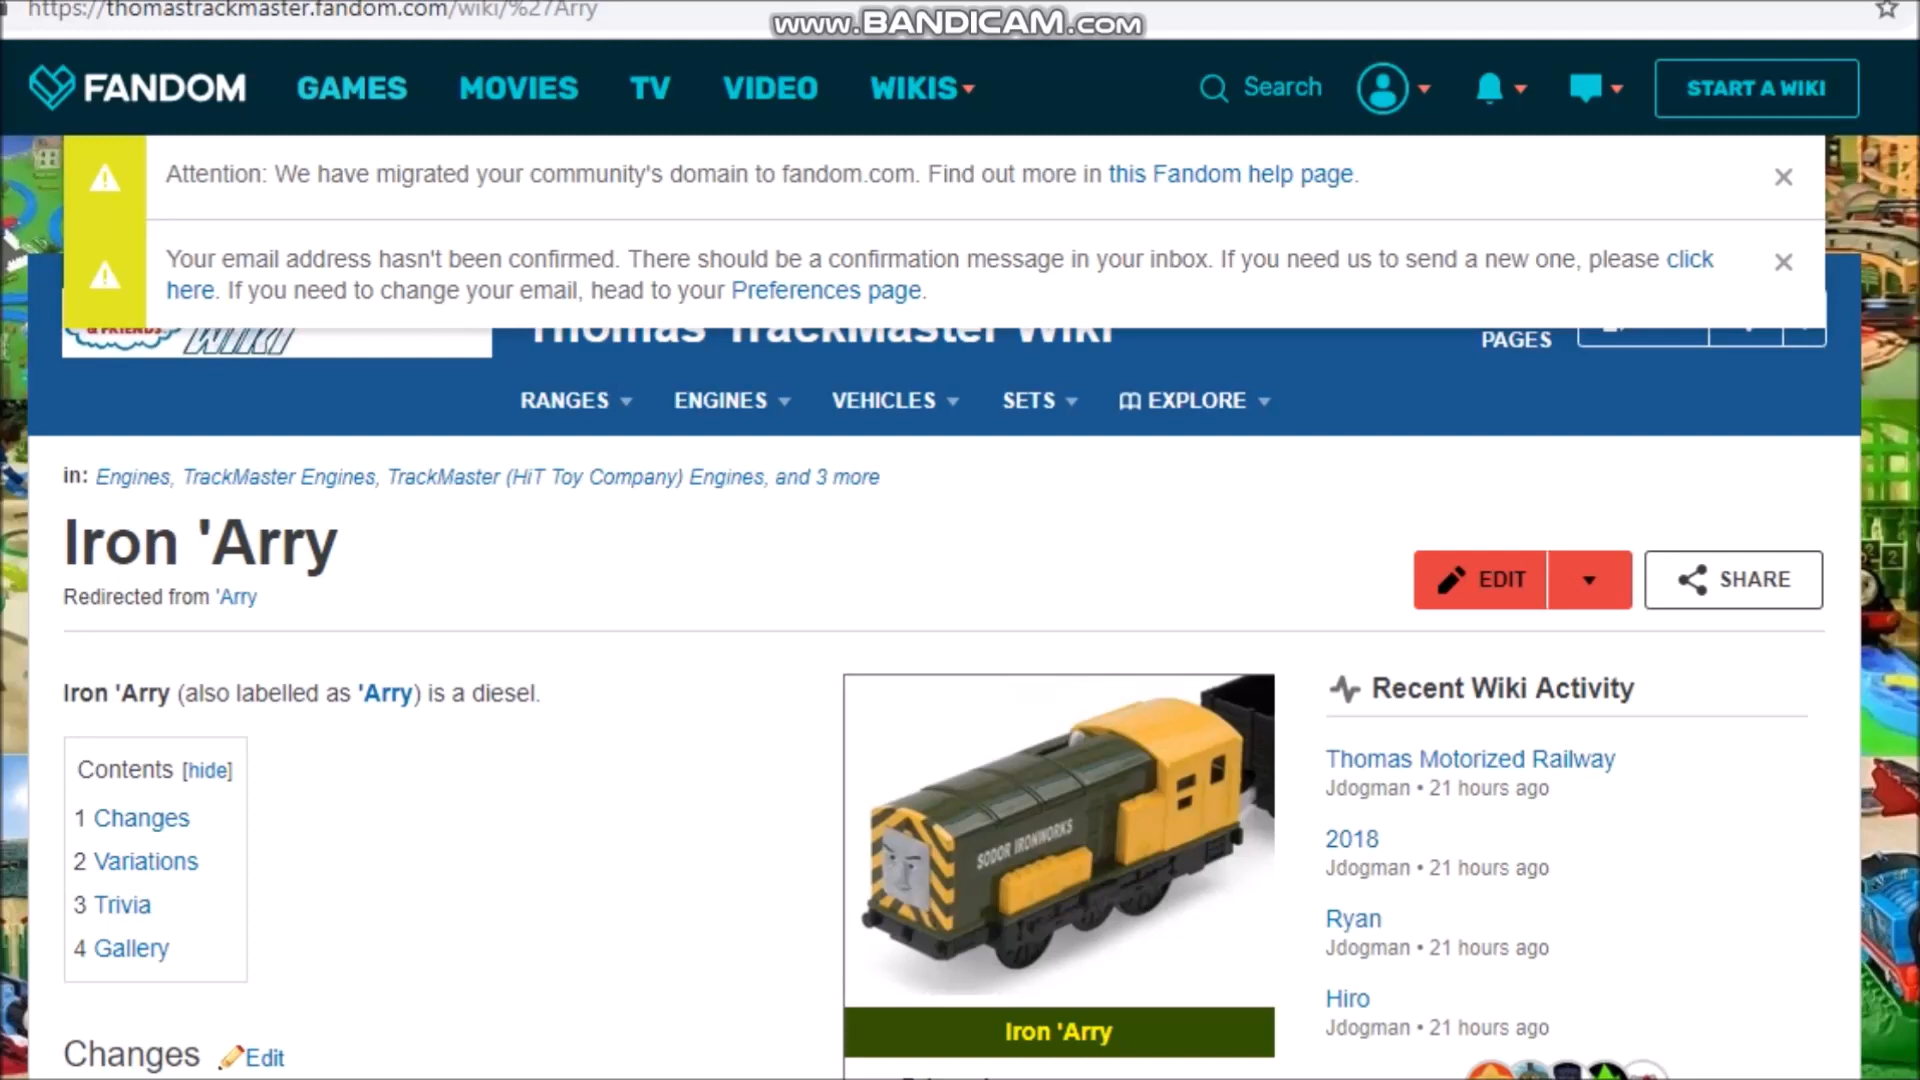 https://thomastrackmaster.fandom.com/wiki/%27Arry
www.BANDICAM.com
FANDOM GAMES MOVIES TV VIDEO WIKIS Search START A WIKI
Attention: We have migrated your community's domain to fandom.com. Find out more in this Fandom help page.
Your email address hasn't been confirmed. There should be a confirmation message in your inbox. If you need us to send a new one, please click
here. If you need to change your email, head to your Preferences page.
& FRIENDS WIKI
Thomas TrackMaster Wiki
PAGES
RANGES ENGINES VEHICLES SETS EXPLORE
in: Engines, TrackMaster Engines, TrackMaster (HiT Toy Company) Engines, and 3 more
Iron 'Arry
Redirected from 'Arry
EDIT SHARE
Iron 'Arry (also labelled as 'Arry) is a diesel.
Contents [hide]
1 Changes
2 Variations
3 Trivia
4 Gallery
Changes Edit
SODOR IRONWORKS
Iron 'Arry
Recent Wiki Activity
Thomas Motorized Railway
Jdogman • 21 hours ago
2018
Jdogman • 21 hours ago
Ryan
Jdogman • 21 hours ago
Hiro
Jdogman • 21 hours ago